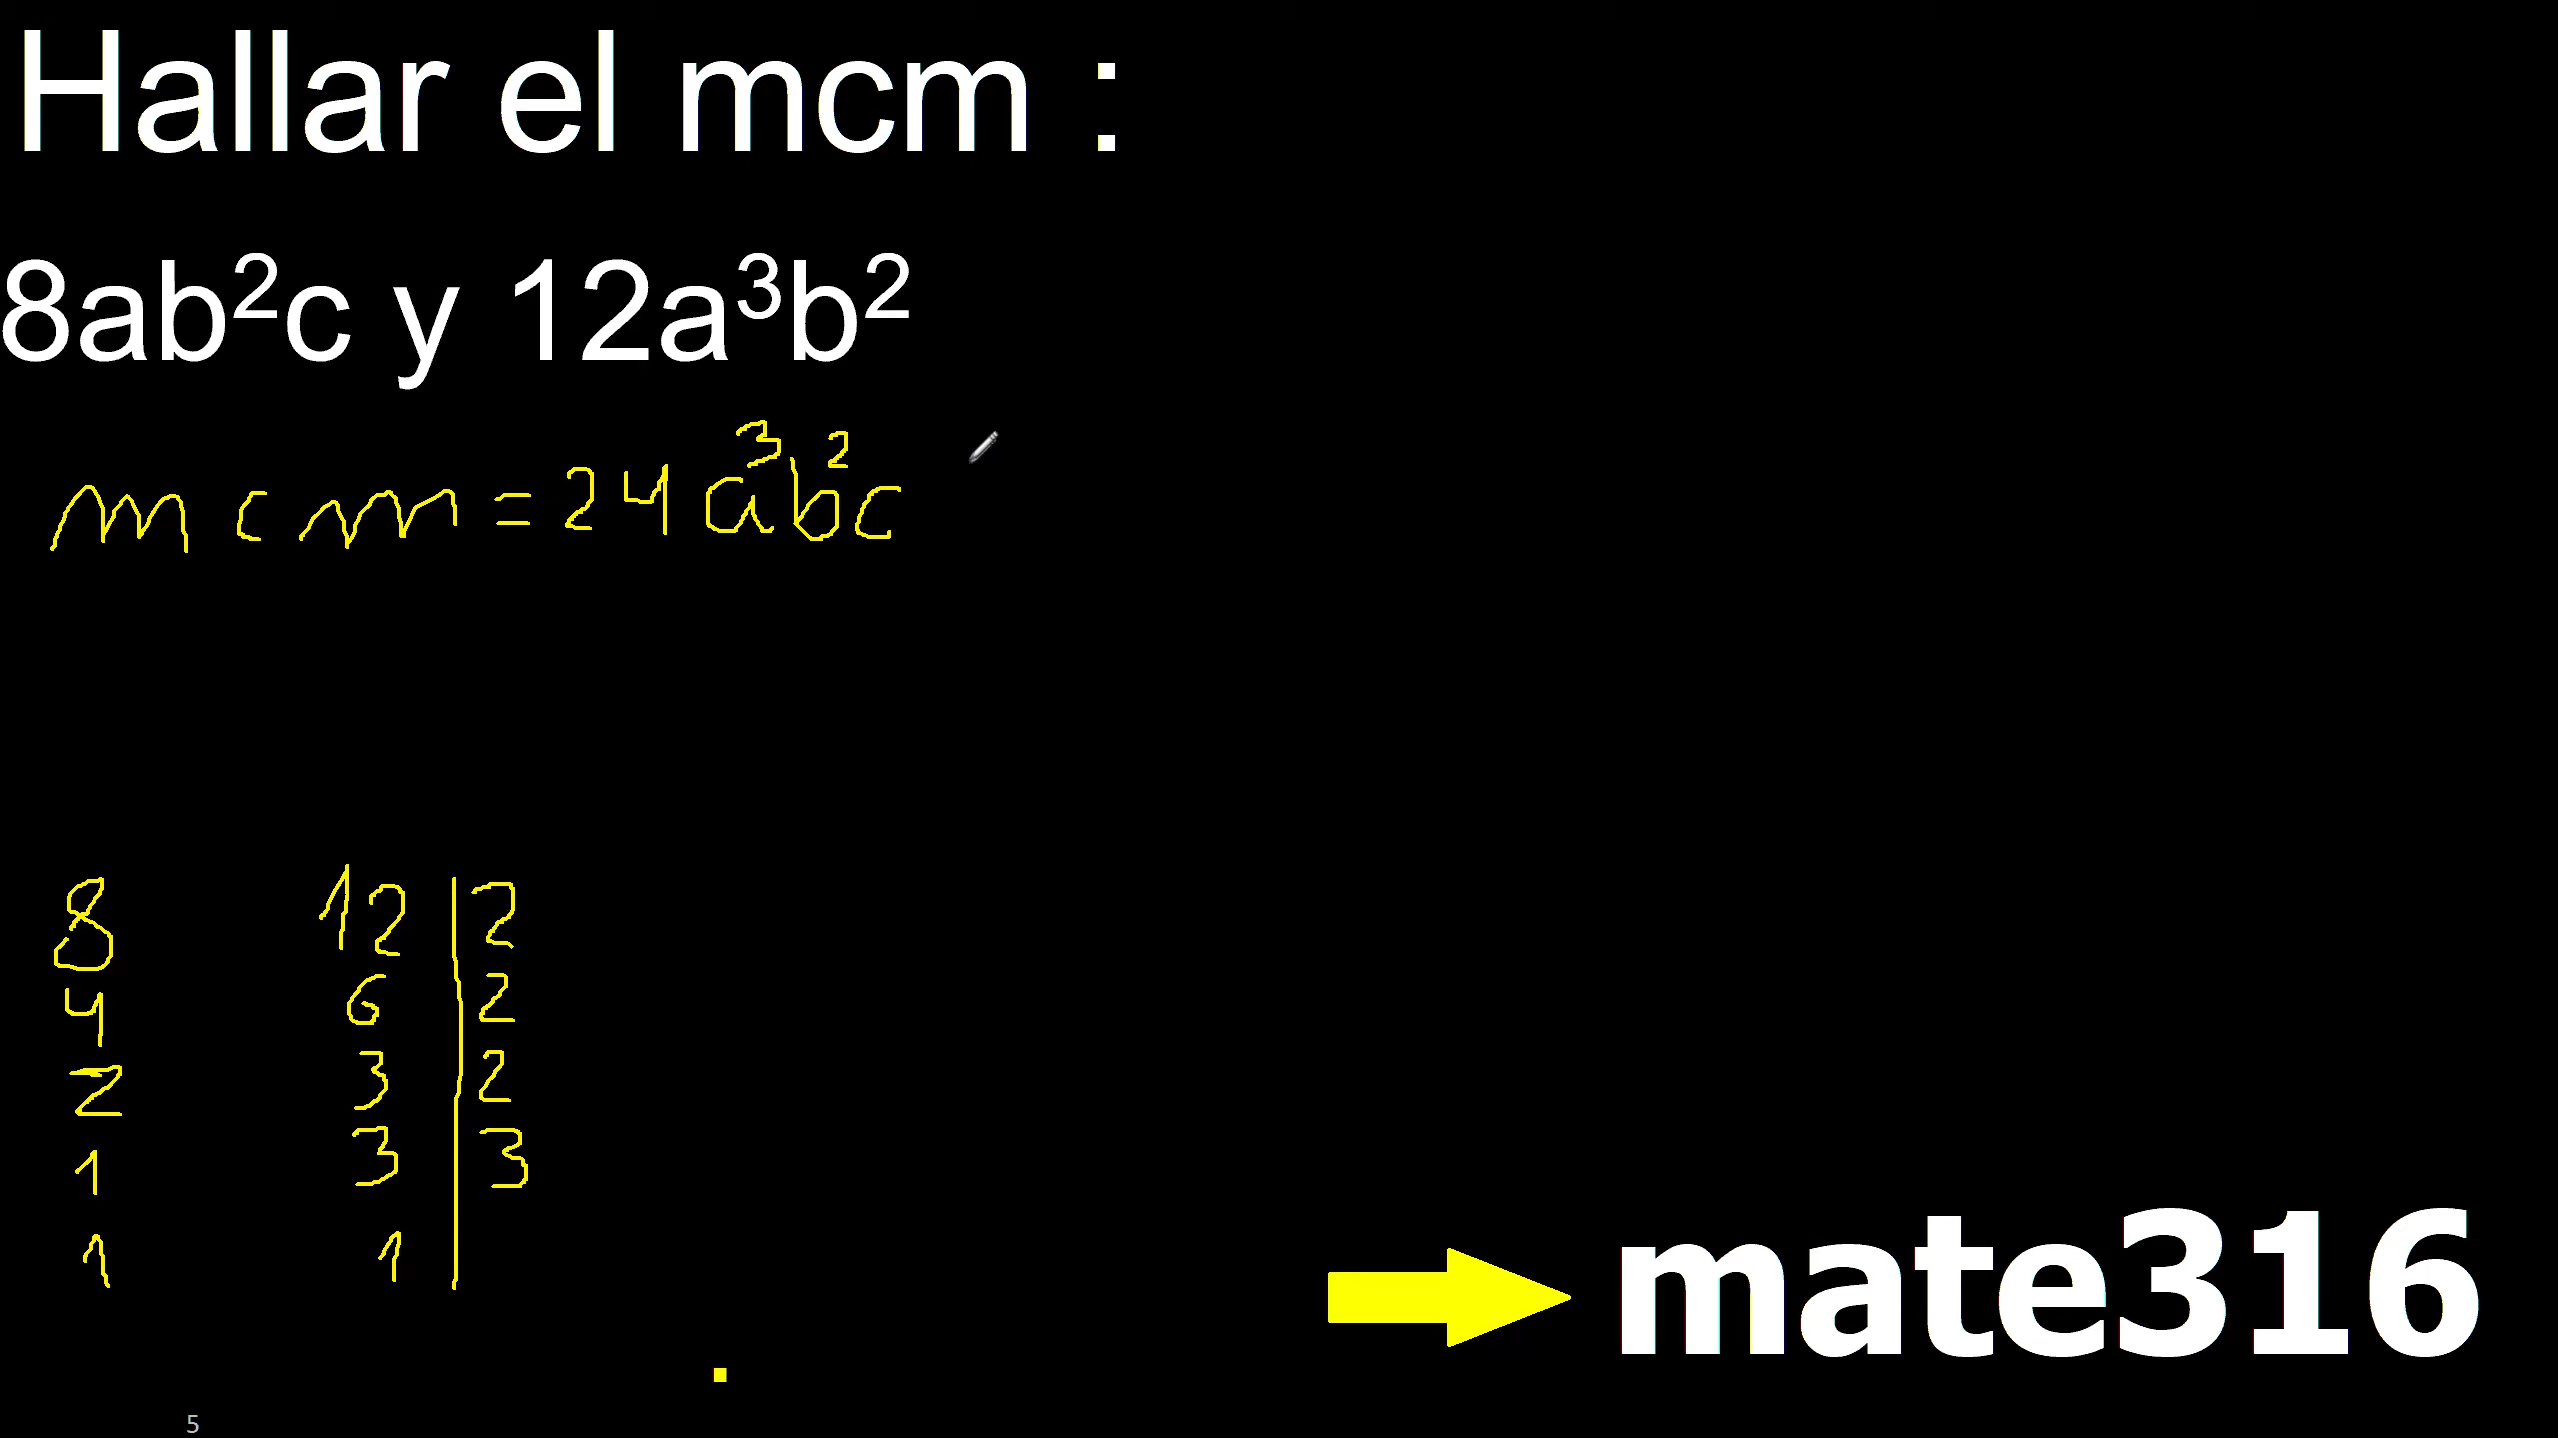 Hallar el mcm :
8ab²c y 12a³b²
mcm = 24a³b²c
8 12 | 2
4 6 | 2
2 3 | 2
1 3 | 3
1 1 |
mate316
.
5